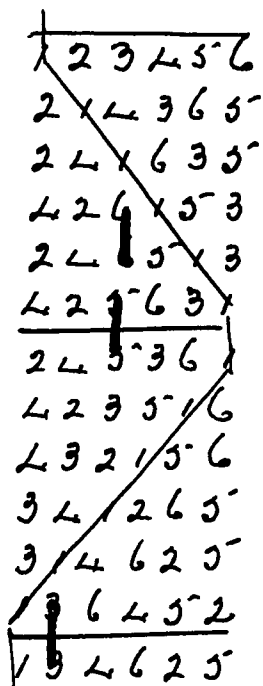 1 2 3 4 5 6
2 1 4 3 6 5
2 4 1 6 3 5
4 2 6 1 5 3
2 4 6 5 1 3
4 2 5 6 3 1
2 4 5 3 6 1
4 2 3 5 1 6
4 3 2 1 5 6
3 4 1 2 6 5
3 1 4 6 2 5
1 3 6 4 5 2
1 3 4 6 2 5